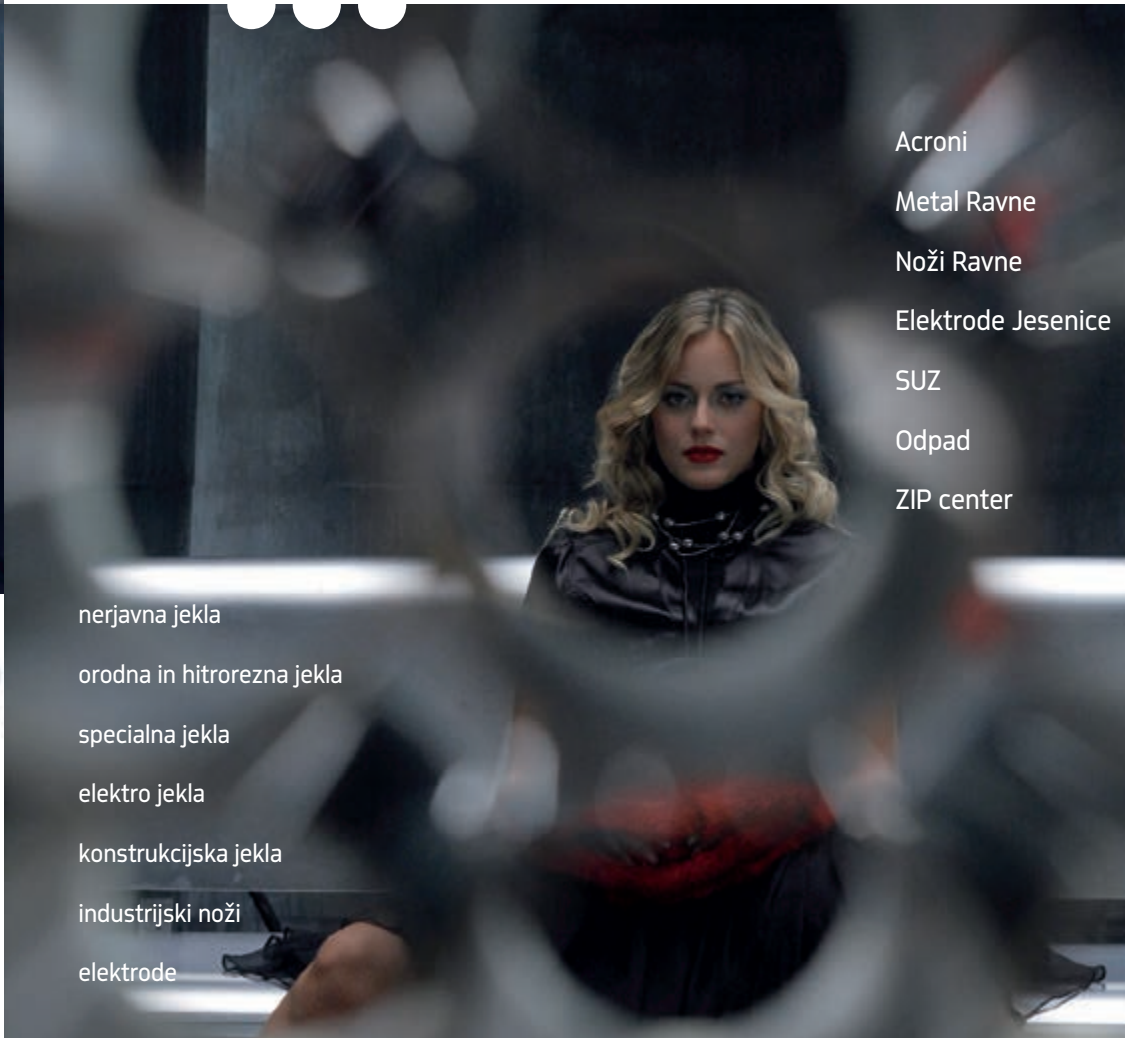 Acroni
Metal Ravne
Noži Ravne
Elektrode Jesenice
SUZ
Odpad
ZIP center
nerjavna jekla
orodna in hitrorezna jekla
specialna jekla
elektro jekla
konstrukcijska jekla
industrijski noži
elektrode